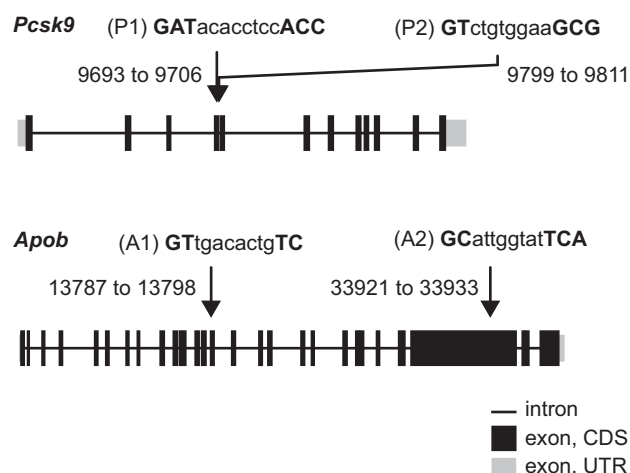 Pcsk9 (P1) GATacacctccACC (P2) GTctgtggaaGCG
9693 to 9706 9799 to 9811
Apob (A1) GTtgacactgTC (A2) GCattggtatTCA
13787 to 13798 33921 to 33933
intron
exon, CDS
exon, UTR